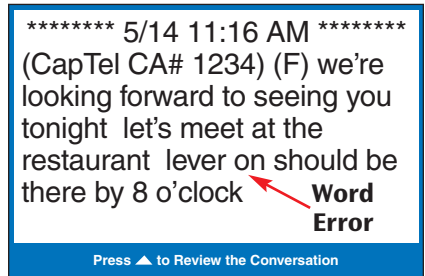 ******** 5/14 11:16 AM ********
(CapTel CA# 1234) (F) we're
looking forward to seeing you
tonight  let's meet at the
restaurant  lever on should be
there by 8 o'clock
Word
Error
Press ▲ to Review the Conversation